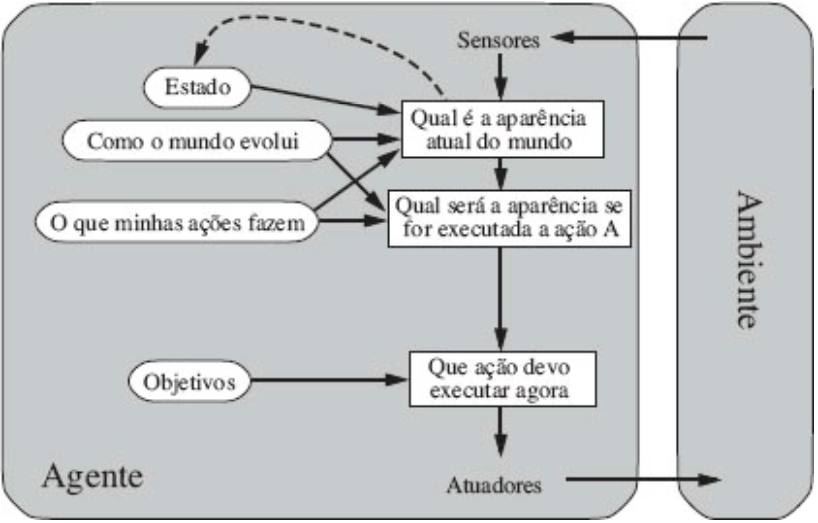 Sensores
Estado
Qual é a aparência
atual do mundo
Como o mundo evolui
Qual será a aparência se
for executada a ação A
O que minhas ações fazem
Ambiente
Que ação devo
executar agora
Objetivos
Agente
Atuadores